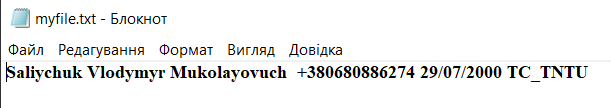 myfile.txt - Блокнот
Файл Редагування Формат Вигляд Довідка
Saliychuk Vlodymyr Mukolayovuch  +380680886274 29/07/2000 TC_TNTU